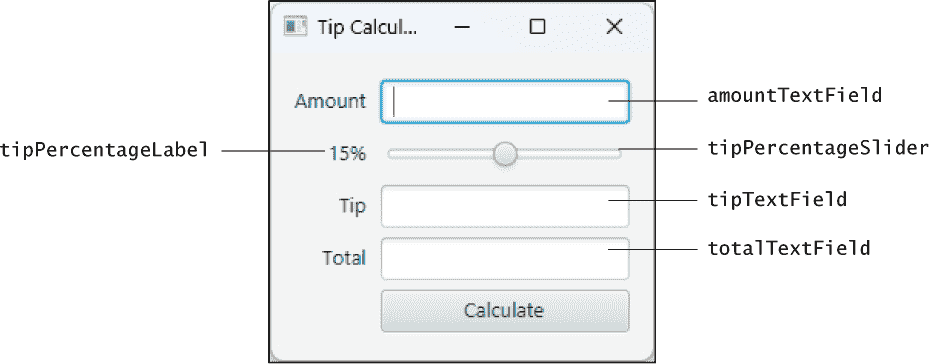 Tip Calcul...
Amount
amountTextField
tipPercentageLabel
15%
tipPercentageSlider
Tip
tipTextField
Total
totalTextField
Calculate